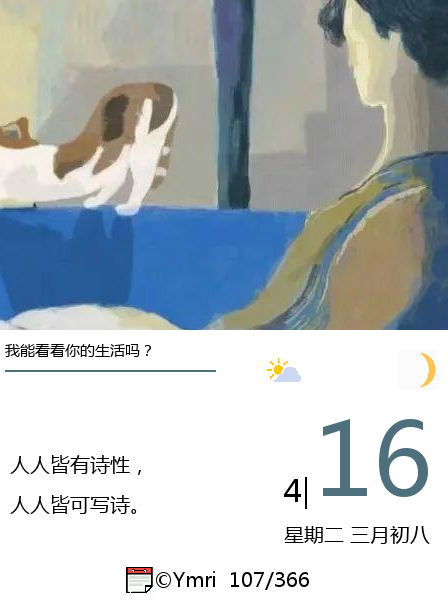 我能看看你的生活吗？
人人皆有诗性，
人人皆可写诗。
4| 16
星期二 三月初八
©Ymri 107/366